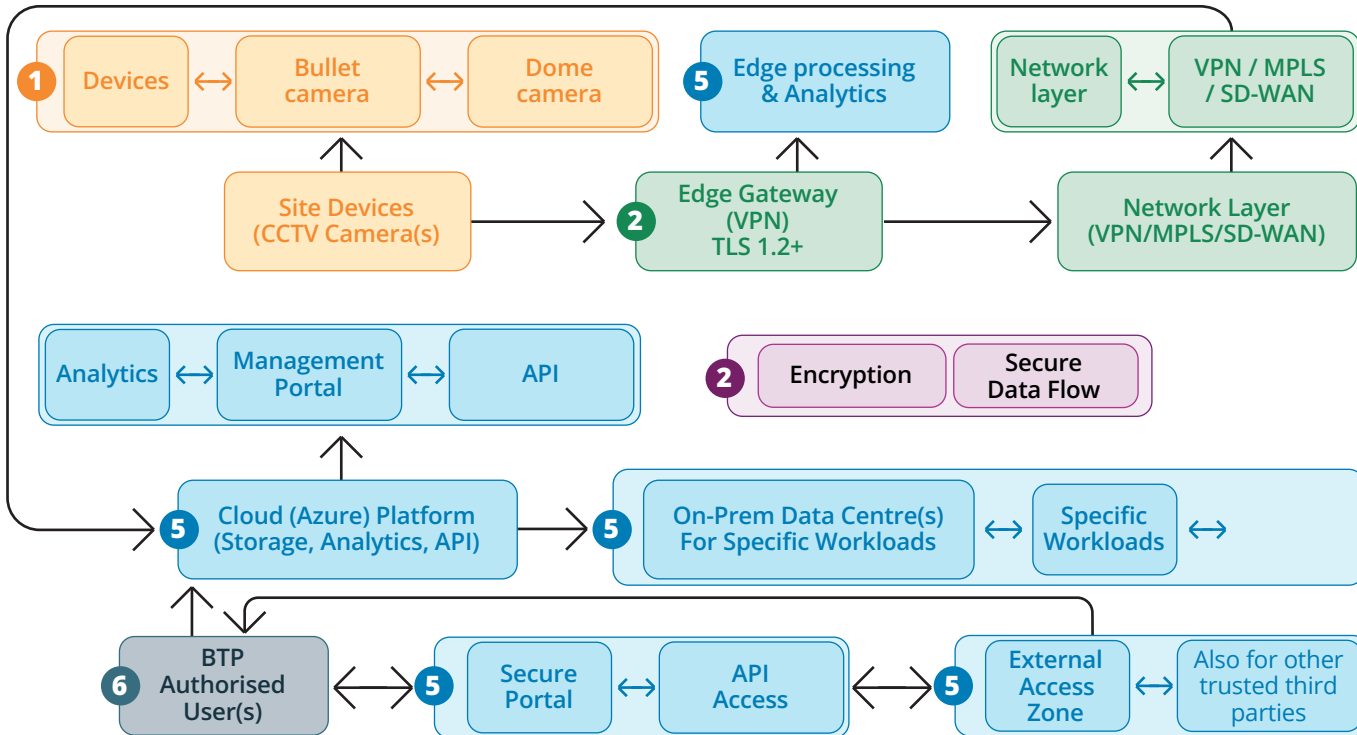 1
Devices
Bullet
camera
Dome
camera
5
Edge processing
& Analytics
Network
layer
VPN / MPLS
/ SD-WAN
Site Devices
(CCTV Camera(s)
2
Edge Gateway
(VPN)
TLS 1.2+
Network Layer
(VPN/MPLS/SD-WAN)
Analytics
Management
Portal
API
2
Encryption
Secure
Data Flow
5
Cloud (Azure) Platform
(Storage, Analytics, API)
5
On-Prem Data Centre(s)
For Specific Workloads
Specific
Workloads
6
BTP
Authorised
User(s)
5
Secure
Portal
API
Access
5
External
Access
Zone
Also for other
trusted third
parties